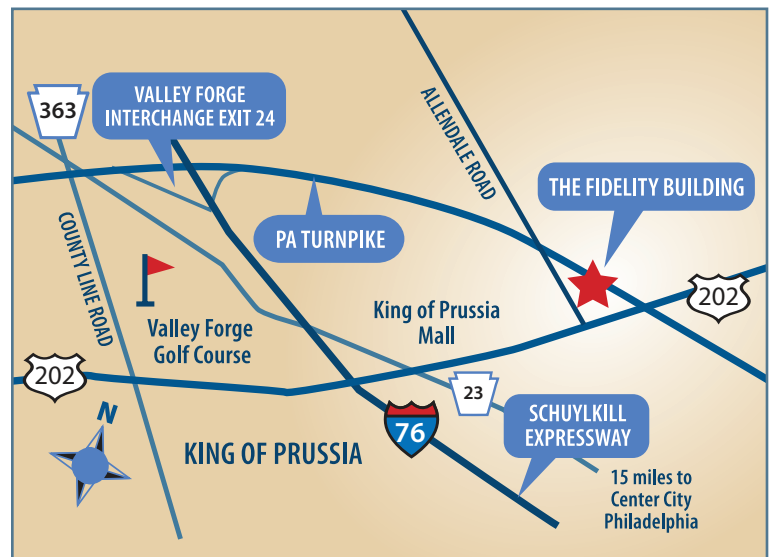 363
VALLEY FORGE
INTERCHANGE EXIT 24
ALLENDALE ROAD
THE FIDELITY BUILDING
PA TURNPIKE
COUNTY LINE ROAD
202
King of Prussia
Mall
Valley Forge
Golf Course
202
23
N
76
SCHUYLKILL
EXPRESSWAY
KING OF PRUSSIA
15 miles to
Center City
Philadelphia